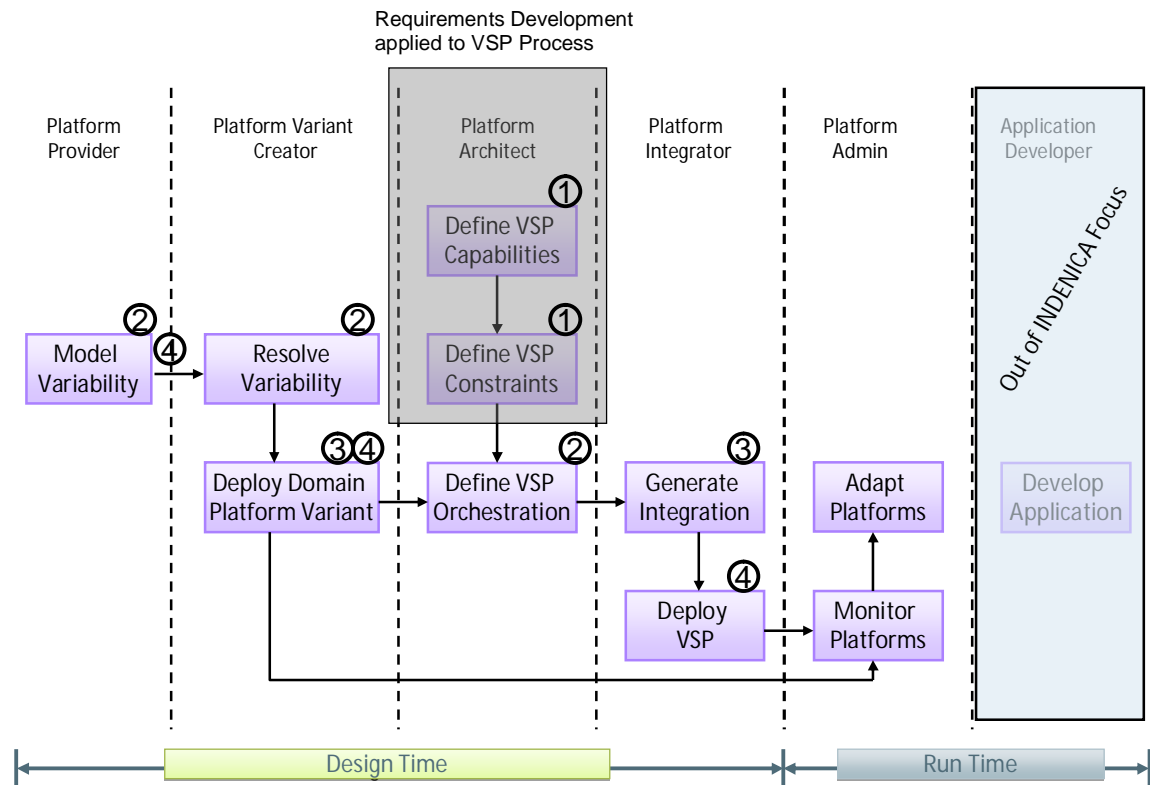 Requirements Development
applied to VSP Process
Platform
Provider
Platform Variant
Creator
Platform
Architect
Platform
Integrator
Platform
Admin
Application
Developer
1
Define VSP
Capabilities
Out of INDENICA Focus
2
4
Model
Variability
2
Resolve
Variability
1
Define VSP
Constraints
3 4
Deploy Domain
Platform Variant
2
Define VSP
Orchestration
3
Generate
Integration
Adapt
Platforms
Develop
Application
4
Deploy
VSP
Monitor
Platforms
Design Time
Run Time